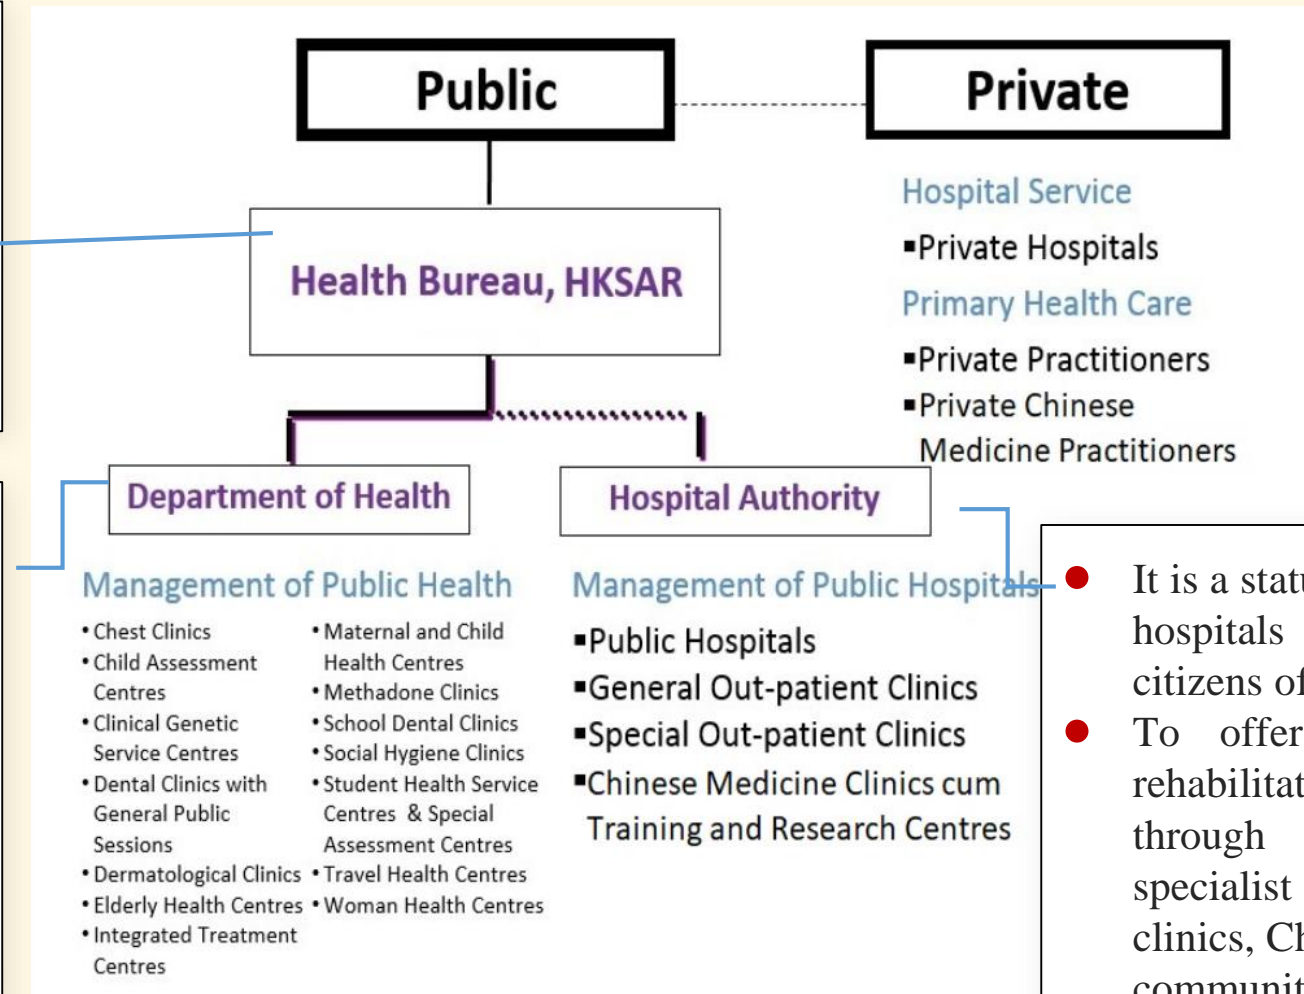 Public
Private
Health Bureau, HKSAR
Hospital Service
▪Private Hospitals
Primary Health Care
▪Private Practitioners
▪Private Chinese
Medicine Practitioners
Department of Health
Hospital Authority
Management of Public Health
• Chest Clinics
• Child Assessment
Centres
• Clinical Genetic
Service Centres
• Dental Clinics with
General Public
Sessions
• Dermatological Clinics
• Elderly Health Centres
• Integrated Treatment
Centres
• Maternal and Child
Health Centres
• Methadone Clinics
• School Dental Clinics
• Social Hygiene Clinics
• Student Health Service
Centres & Special
Assessment Centres
• Travel Health Centres
• Woman Health Centres
Management of Public Hospitals
▪Public Hospitals
▪General Out-patient Clinics
▪Special Out-patient Clinics
▪Chinese Medicine Clinics cum
Training and Research Centres
● It is a
hospitals
citizens of
● To offer
through
specialist
clinics,